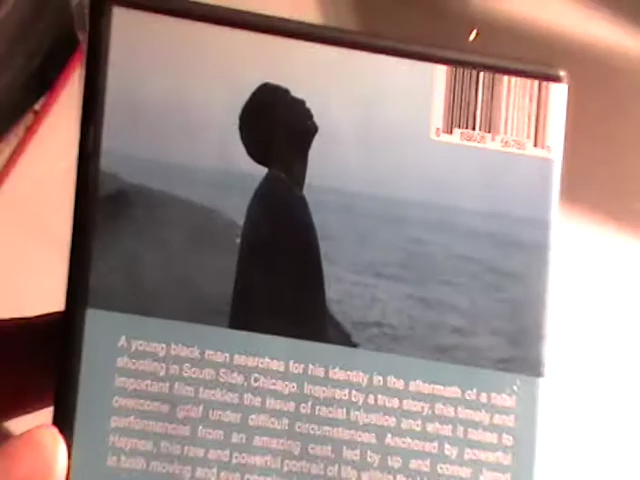 A young black man searches for his identity in the aftermath of a fatal
shooting in South Side, Chicago. Inspired by a true story, this timely and
important film tackles the issue of racial injustice and what it takes to
overcome grief under difficult circumstances. Anchored by powerful
performances from an amazing cast, led by up and comer
Haynes, this raw and powerful portrait of life within
in both moving and eye